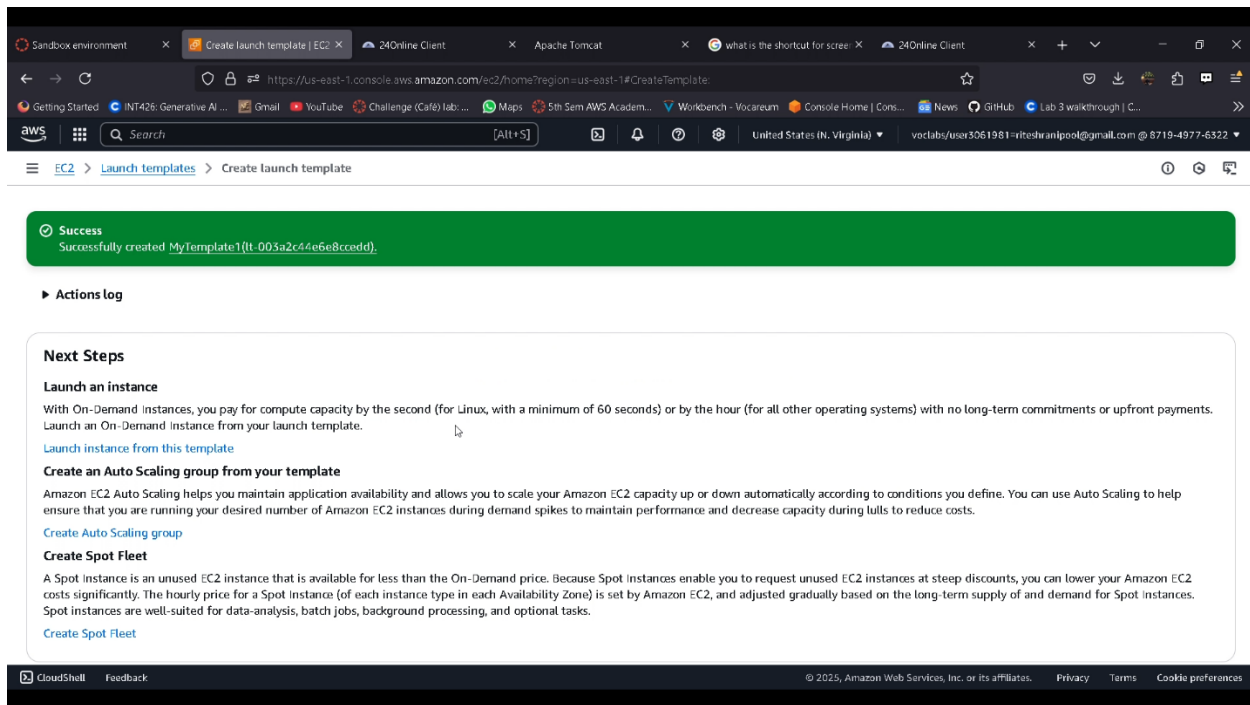 Sandbox environment
Create launch template | EC2
24Online Client
Apache Tomcat
what is the shortcut for screer
24Online Client
https://us-east-1.console.aws.amazon.com/ec2/home?region=us-east-1#CreateTemplate:
Getting Started
INT426: Generative AI ...
Gmail
YouTube
Challenge (Café) lab: ...
Maps
5th Sem AWS Academ...
Workbench - Vocareum
Console Home | Cons...
News
GitHub
Lab 3 walkthrough | C...
aws
Search
[Alt+S]
United States (N. Virginia)
voclabs/user3061981=riteshranipool@gmail.com @ 8719-4977-6322
EC2 > Launch templates > Create launch template
Success
Successfully created MyTemplate1(lt-003a2c44e6e8ccedd).
Actions log
Next Steps
Launch an instance
With On-Demand Instances, you pay for compute capacity by the second (for Linux, with a minimum of 60 seconds) or by the hour (for all other operating systems) with no long-term commitments or upfront payments.
Launch an On-Demand Instance from your launch template.
Launch instance from this template
Create an Auto Scaling group from your template
Amazon EC2 Auto Scaling helps you maintain application availability and allows you to scale your Amazon EC2 capacity up or down automatically according to conditions you define. You can use Auto Scaling to help
ensure that you are running your desired number of Amazon EC2 instances during demand spikes to maintain performance and decrease capacity during lulls to reduce costs.
Create Auto Scaling group
Create Spot Fleet
A Spot Instance is an unused EC2 instance that is available for less than the On-Demand price. Because Spot Instances enable you to request unused EC2 instances at steep discounts, you can lower your Amazon EC2
costs significantly. The hourly price for a Spot Instance (of each instance type in each Availability Zone) is set by Amazon EC2, and adjusted gradually based on the long-term supply of and demand for Spot Instances.
Spot instances are well-suited for data-analysis, batch jobs, background processing, and optional tasks.
Create Spot Fleet
CloudShell
Feedback
© 2025, Amazon Web Services, Inc. or its affiliates.
Privacy
Terms
Cookie preferences